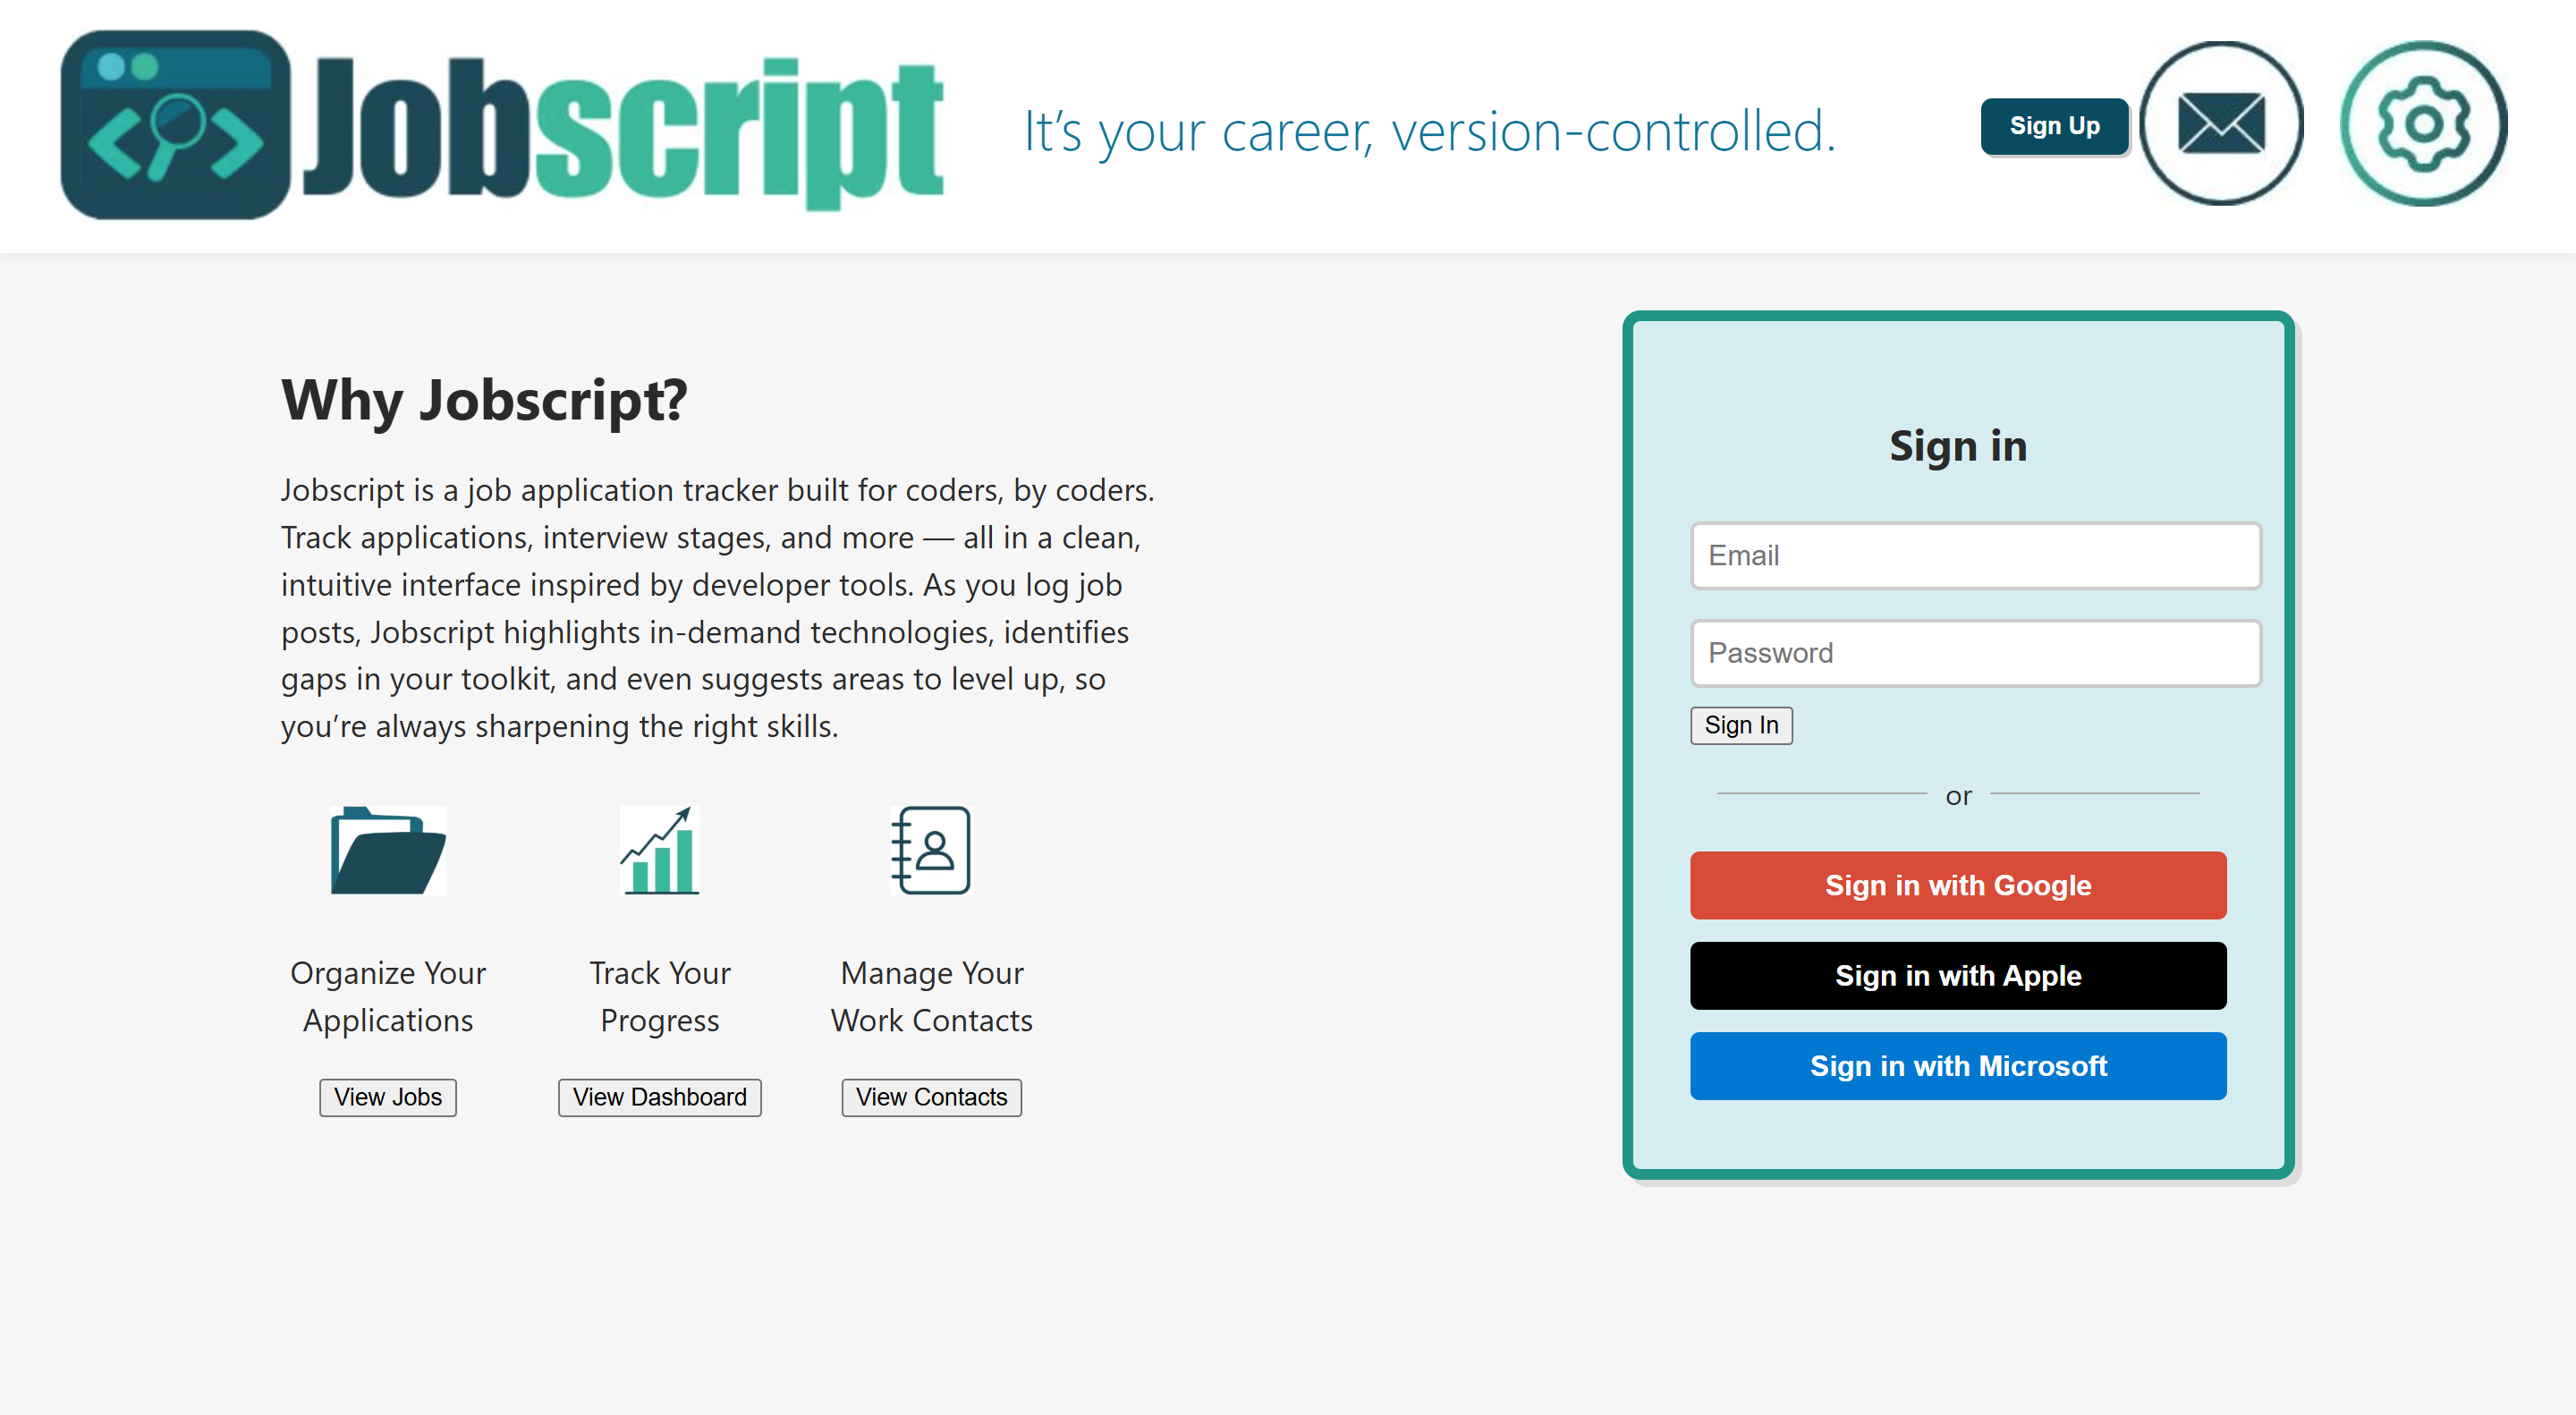 Jobscript
It’s your career, version-controlled.
Sign Up
Why Jobscript?
Jobscript is a job application tracker built for coders, by coders.
Track applications, interview stages, and more — all in a clean,
intuitive interface inspired by developer tools. As you log job
posts, Jobscript highlights in-demand technologies, identifies
gaps in your toolkit, and even suggests areas to level up, so
you’re always sharpening the right skills.
Organize Your
Applications
View Jobs
Track Your
Progress
View Dashboard
Manage Your
Work Contacts
View Contacts
Sign in
Email
Password
Sign In
or
Sign in with Google
Sign in with Apple
Sign in with Microsoft